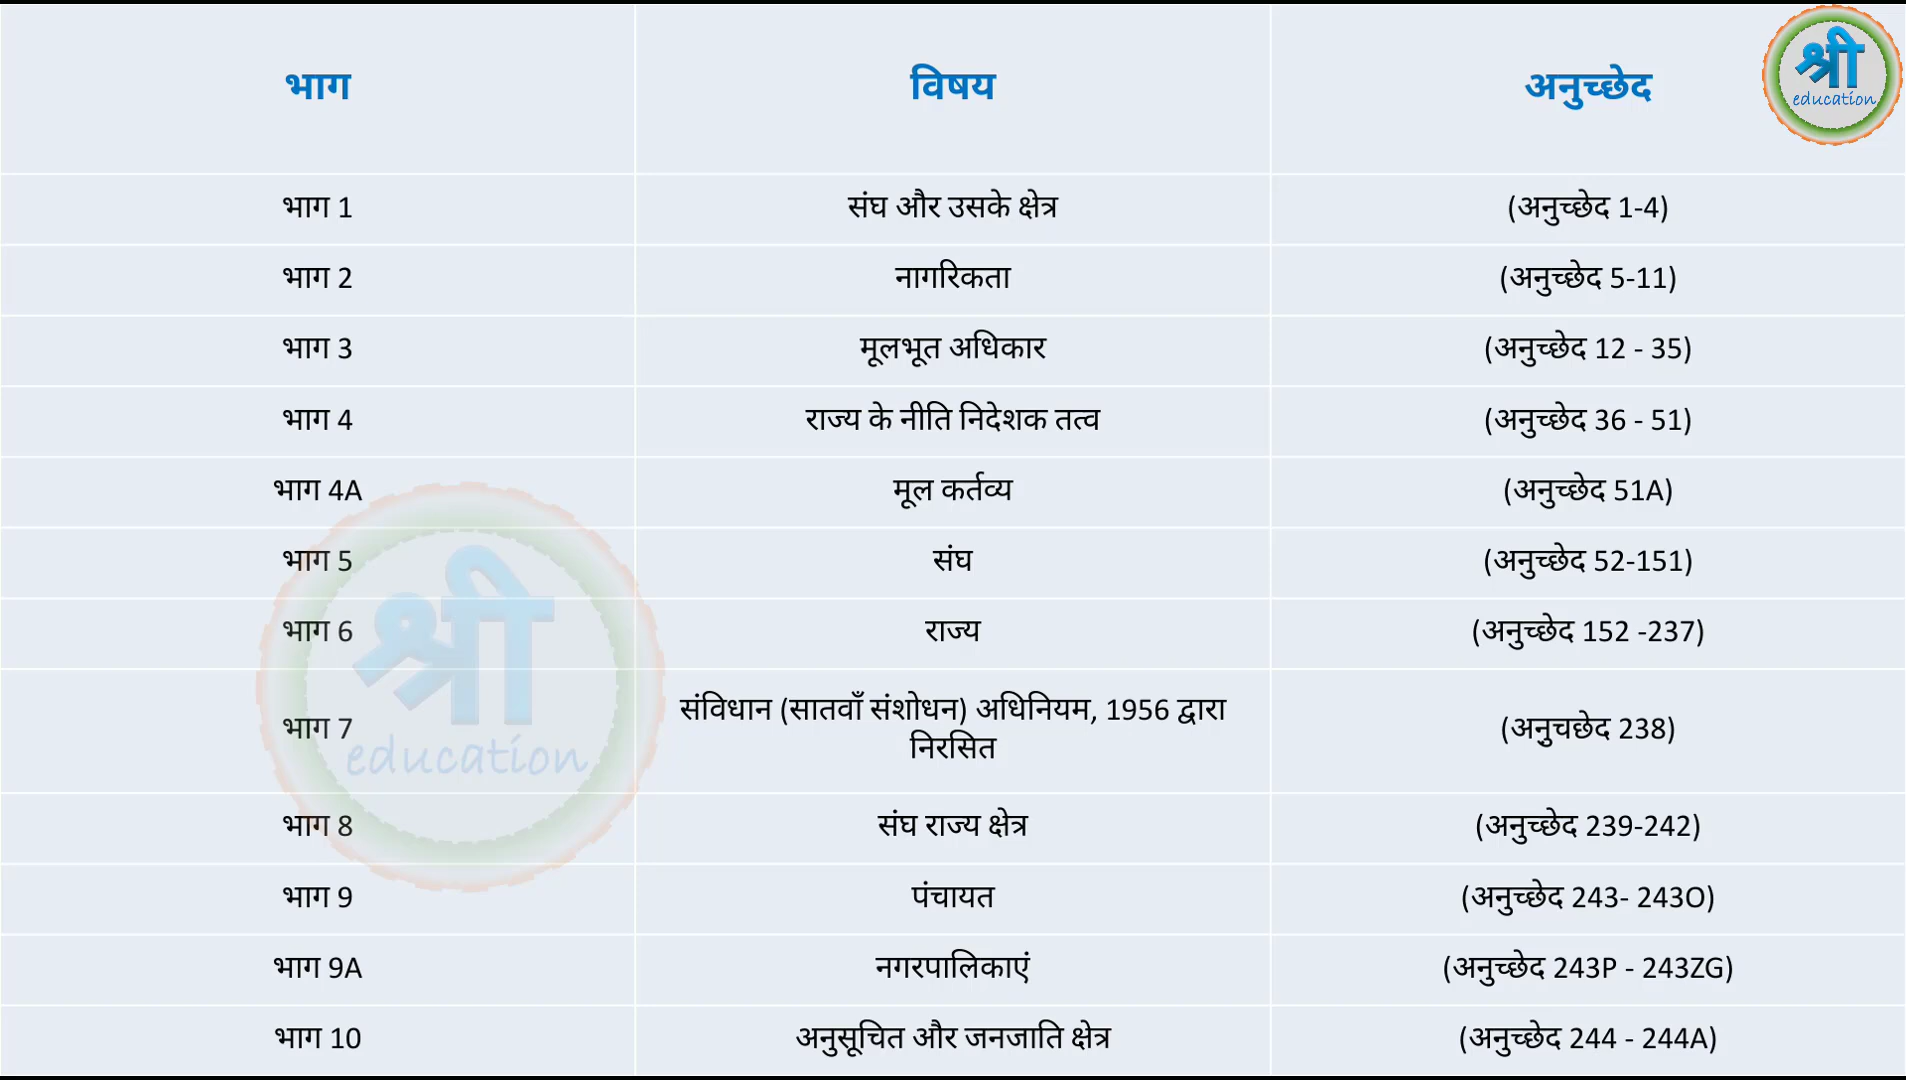 भाग विषय अनुच्छेद
श्री
education
भाग 1 संघ और उसके क्षेत्र (अनुच्छेद 1-4)
भाग 2 नागरिकता (अनुच्छेद 5-11)
भाग 3 मूलभूत अधिकार (अनुच्छेद 12 - 35)
भाग 4 राज्य के नीति निदेशक तत्व (अनुच्छेद 36 - 51)
भाग 4A मूल कर्तव्य (अनुच्छेद 51A)
भाग 5 संघ (अनुच्छेद 52-151)
भाग 6 राज्य (अनुच्छेद 152 -237)
श्री
education
भाग 7 संविधान (सातवाँ संशोधन) अधिनियम, 1956 द्वारा
निरसित (अनुचछेद 238)
भाग 8 संघ राज्य क्षेत्र (अनुच्छेद 239-242)
भाग 9 पंचायत (अनुच्छेद 243- 243O)
भाग 9A नगरपालिकाएं (अनुच्छेद 243P - 243ZG)
भाग 10 अनुसूचित और जनजाति क्षेत्र (अनुच्छेद 244 - 244A)